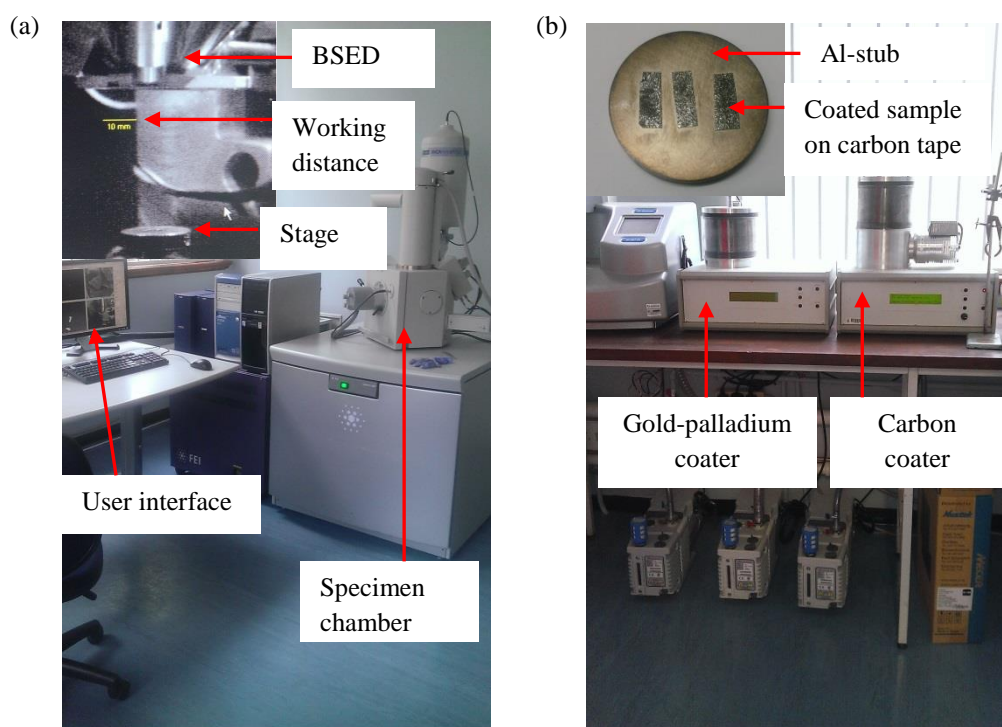 (a)
BSED
10 mm
Working
distance
Stage
User interface
FEI
Specimen
chamber
(b)
Al-stub
Coated sample
on carbon tape
Gold-palladium
coater
Carbon
coater